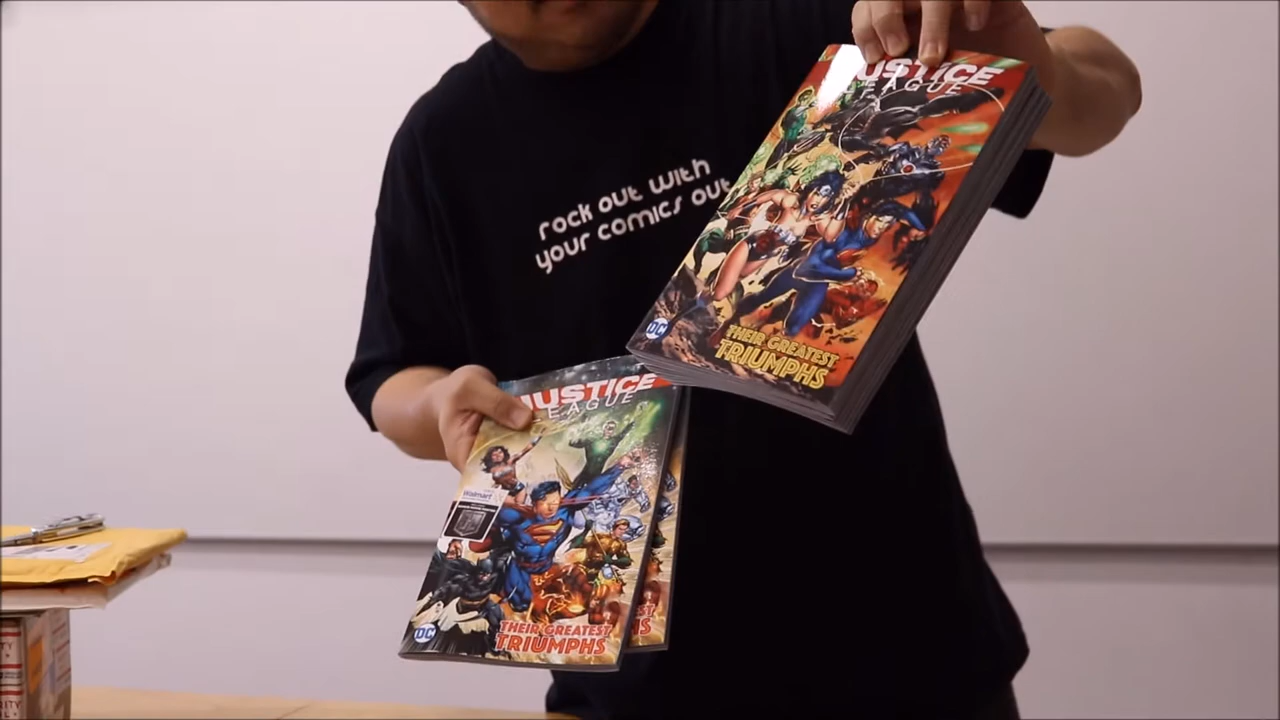 JUSTICE
LEAGUE
rock out with
your comics out
DC
THEIR GREATEST
TRIUMPHS
JUSTICE
LEAGUE
Walmart
DC
THEIR GREATEST
TRIUMPHS